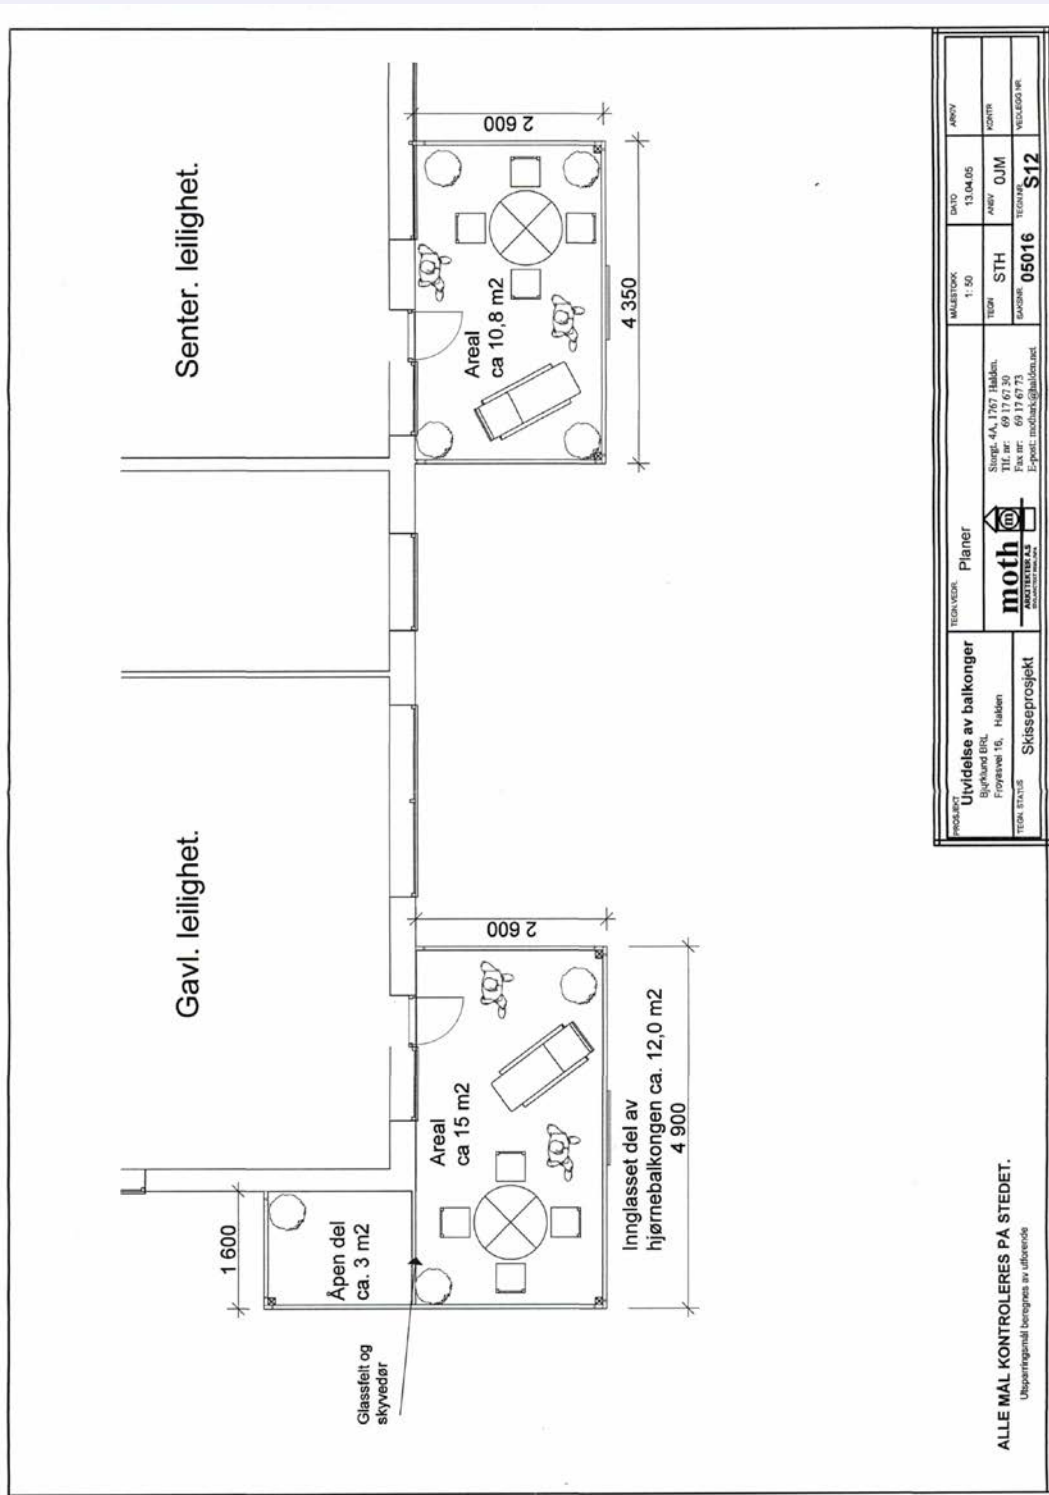 Gavl. leilighet.
Senter. leilighet.
1 600
Åpen del
ca. 3 m2
Glassfelt og
skyvedør
Areal
ca 15 m2
2 600
Innglasset del av
hjørnebalkongen ca. 12,0 m2
4 900
Areal
ca 10,8 m2
2 600
4 350
ALLE MÅL KONTROLERES PÅ STEDET.
Utsparringsmål beregnes av utførende
PROSJEKT
Utvidelse av balkonger
Bjørklund BRL
Frøyasvei 16, Halden
TEGN. STATUS
Skisseprosjekt
TEGN.VEDR. Planer
moth m
ARKITEKTER A.S
Storgt. 4A, 1767 Halden.
Tlf. nr: 69 17 67 30
Fax nr: 69 17 67 73
E-post: mothark@halden.net
MÅLESTOKK
1: 50
DATO
13.04.05
ARKIV
TEGN STH
ANSV OJM
KONTR
SAKSNR. 05016
TEGN.NR. S12
VEDLEGG NR.